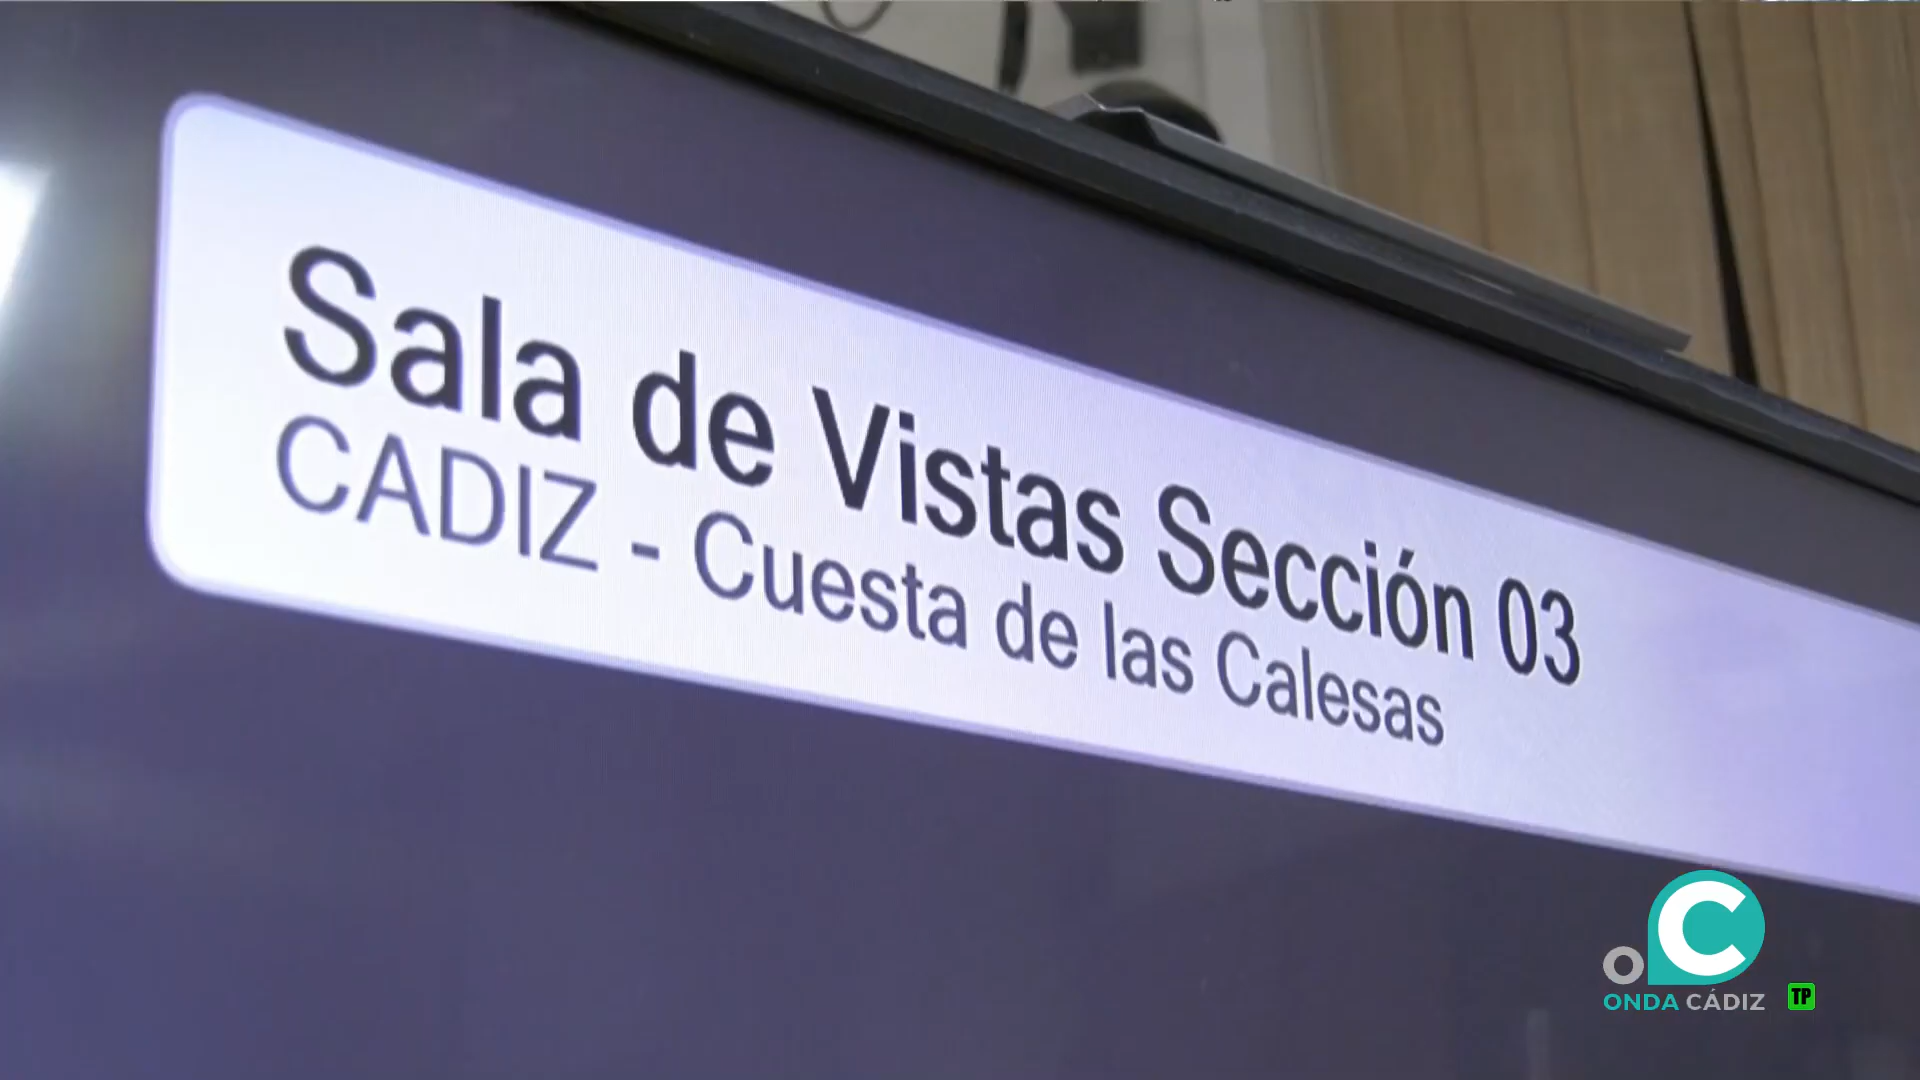 Sala de Vistas Sección 03
CADIZ - Cuesta de las Calesas
ONDA CÁDIZ
TP